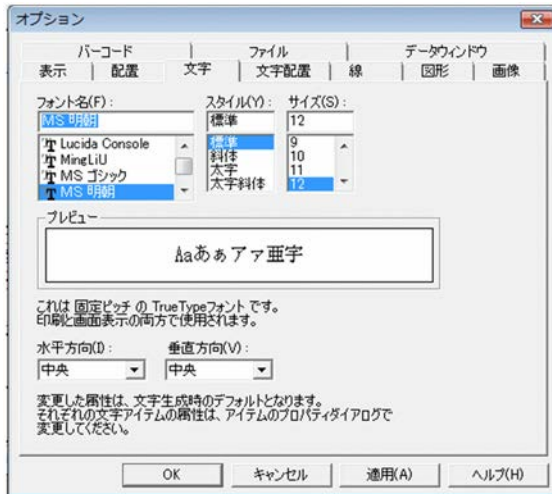 オプション
バーコード ファイル データウィンドウ
表示 配置 文字 文字配置 線 図形 画像
フォント名(F): スタイル(Y): サイズ(S):
MS 明朝 標準 12
Lucida Console 標準 9
MingLiU 斜体 10
MS ゴシック 太字 11
MS 明朝 太字斜体 12
プレビュー
Aaあぁアァ亜字
これは 固定ピッチ の TrueTypeフォント です。
印刷と画面表示の両方で使用されます。
水平方向(I): 垂直方向(V):
中央 中央
変更した属性は、文字生成時のデフォルトとなります。
それぞれの文字アイテムの属性は、アイテムのプロパティダイアログで
変更してください。
OK キャンセル 適用(A) ヘルプ(H)